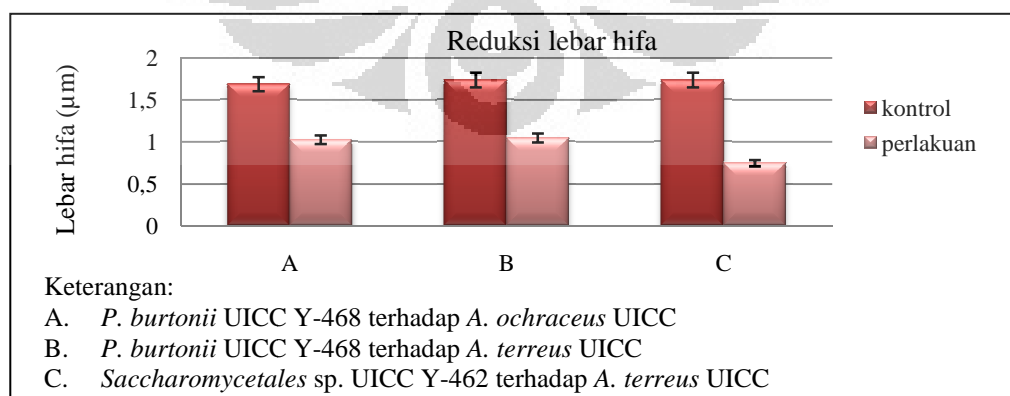 Reduksi lebar hifa
Lebar hifa (µm)
2
1,5
1
0,5
0
A B C
kontrol
perlakuan
Keterangan:
A. P. burtonii UICC Y-468 terhadap A. ochraceus UICC
B. P. burtonii UICC Y-468 terhadap A. terreus UICC
C. Saccharomycetales sp. UICC Y-462 terhadap A. terreus UICC